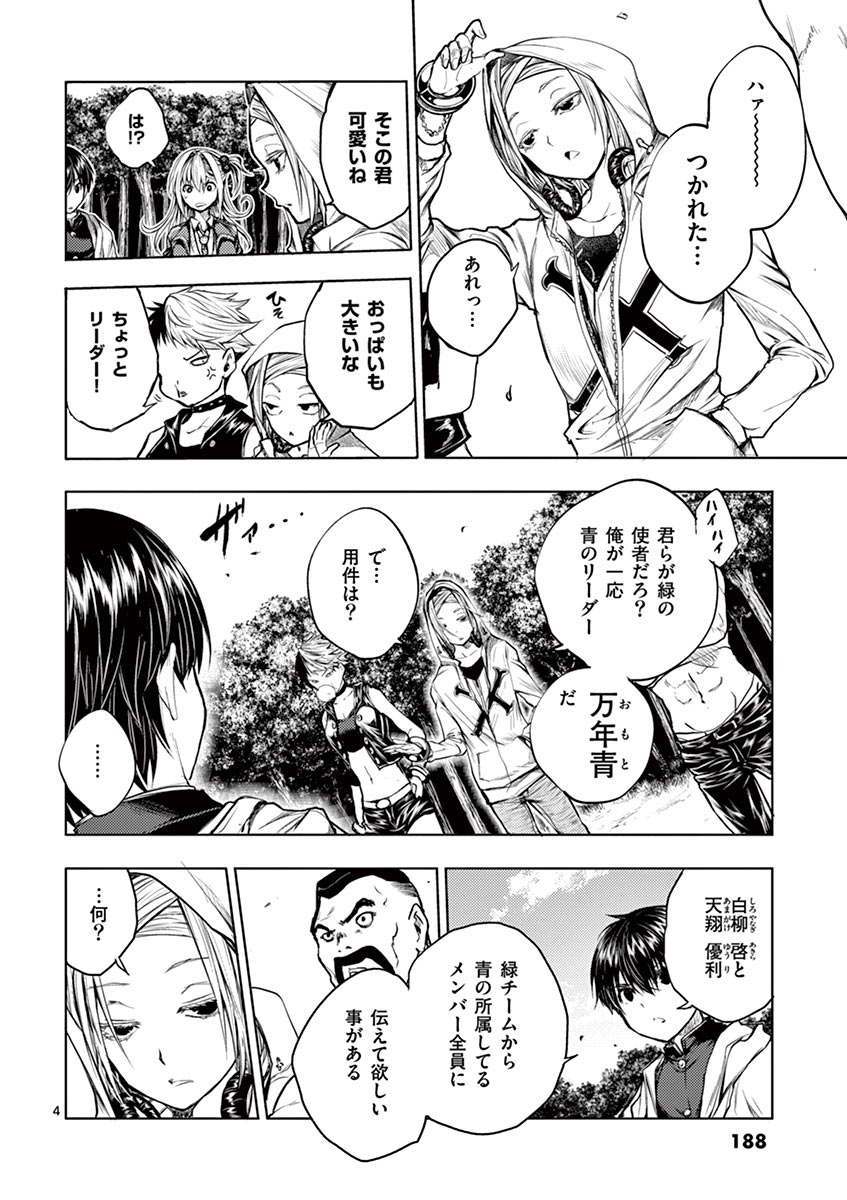 ハァ〜〜〜〜
つかれた…
あれっ…
そこの君
可愛いね
は!?
おっぱいも
大きいな
ひそ
ちょっと
リーダー!
ハイハイ
君らが緑の
使者だろ?
俺が一応
青のリーダー
万年青
おもと
だ
で…
用件は?
ザァ・・・・
……
白柳 啓と
しろやなぎ あきら
天翔 優利
あまがけ ゆうり
緑チームから
青の所属してる
メンバー全員に
伝えて欲しい
事がある
…何?
4
188